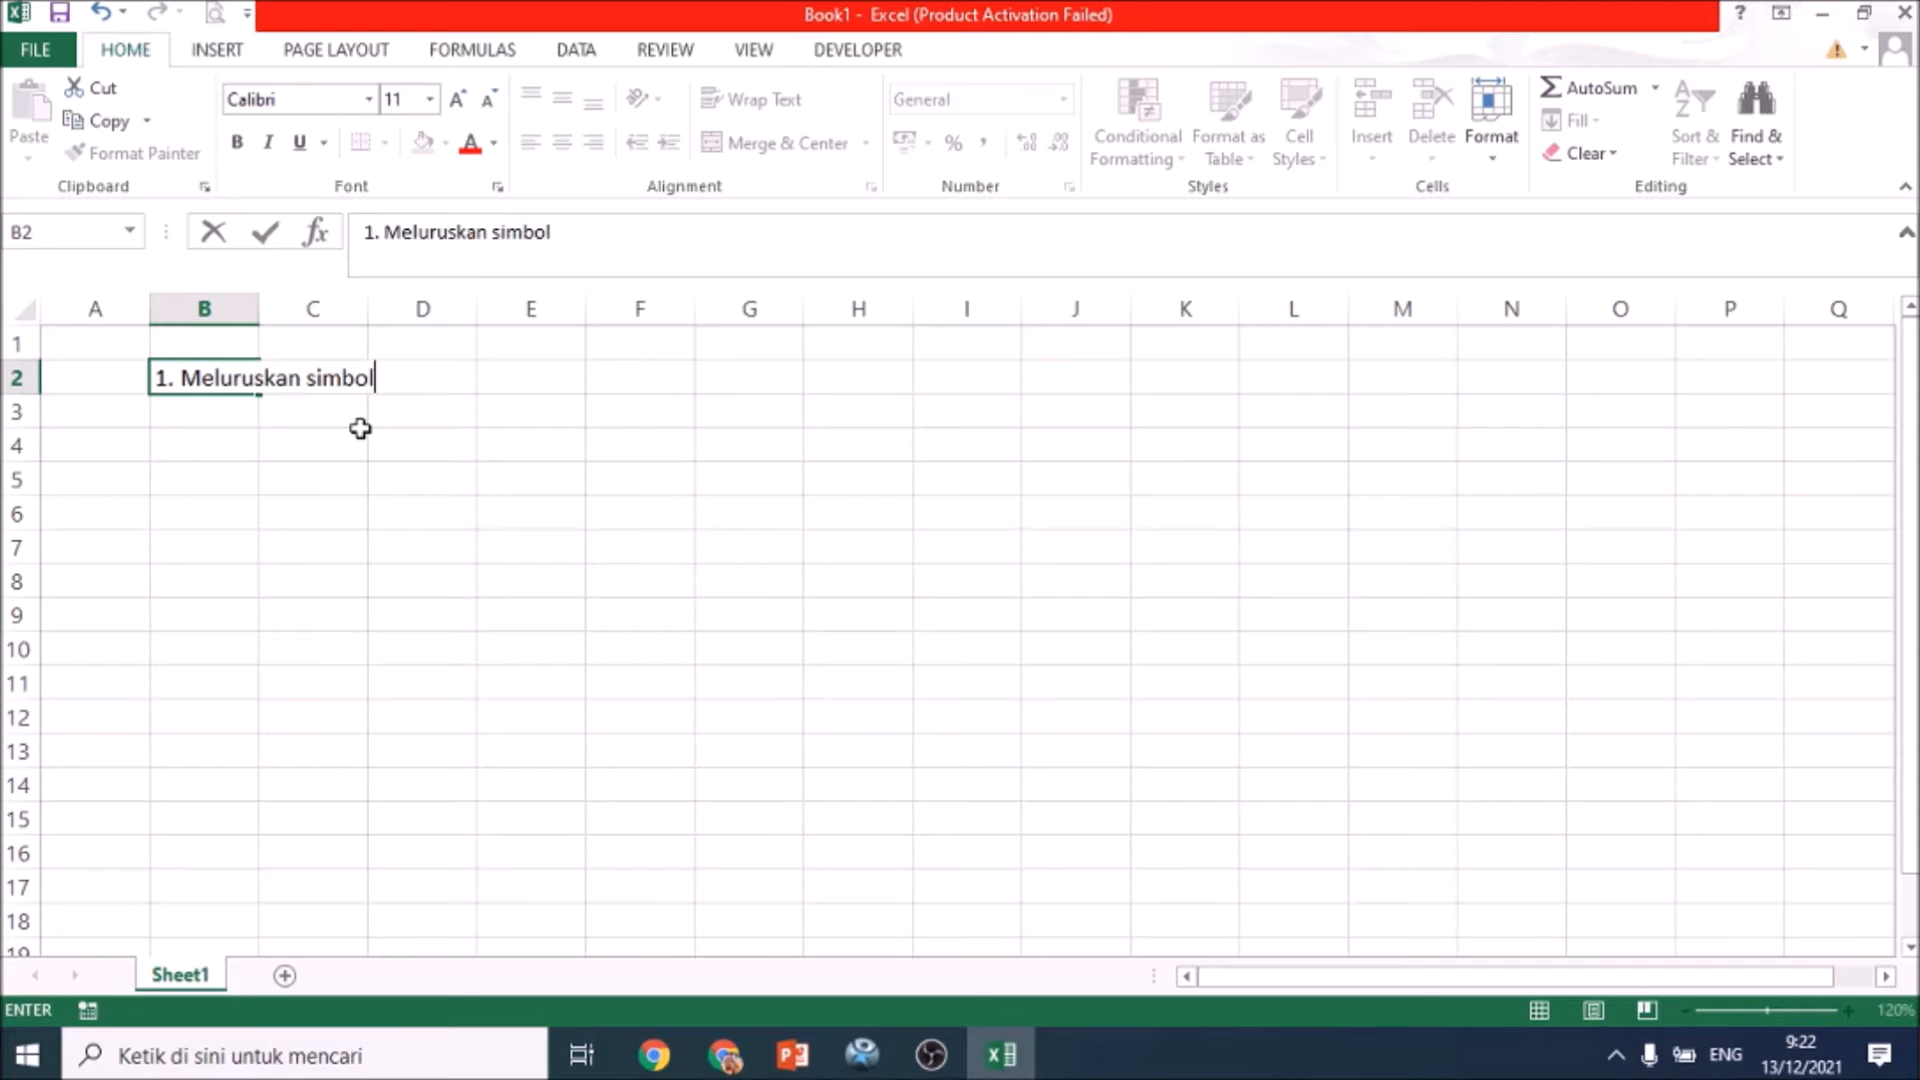 Book1 - Excel (Product Activation Failed)
?
FILE HOME INSERT PAGE LAYOUT FORMULAS DATA REVIEW VIEW DEVELOPER
Cut
Copy
Format Painter
Paste
Clipboard
Calibri 11
B I U A
Font
Wrap Text
Merge & Center
Alignment
General
%
Number
Conditional Formatting
Format as Table
Cell Styles
Styles
Insert
Delete
Format
Cells
AutoSum
Fill
Clear
Sort & Filter
Find & Select
Editing
B2 fx 1. Meluruskan simbol
A B C D E F G H I J K L M N O P Q
1
2 1. Meluruskan simbol
3
4
5
6
7
8
9
10
11
12
13
14
15
16
17
18
19
Sheet1
ENTER 120%
Ketik di sini untuk mencari
ENG
9:22
13/12/2021